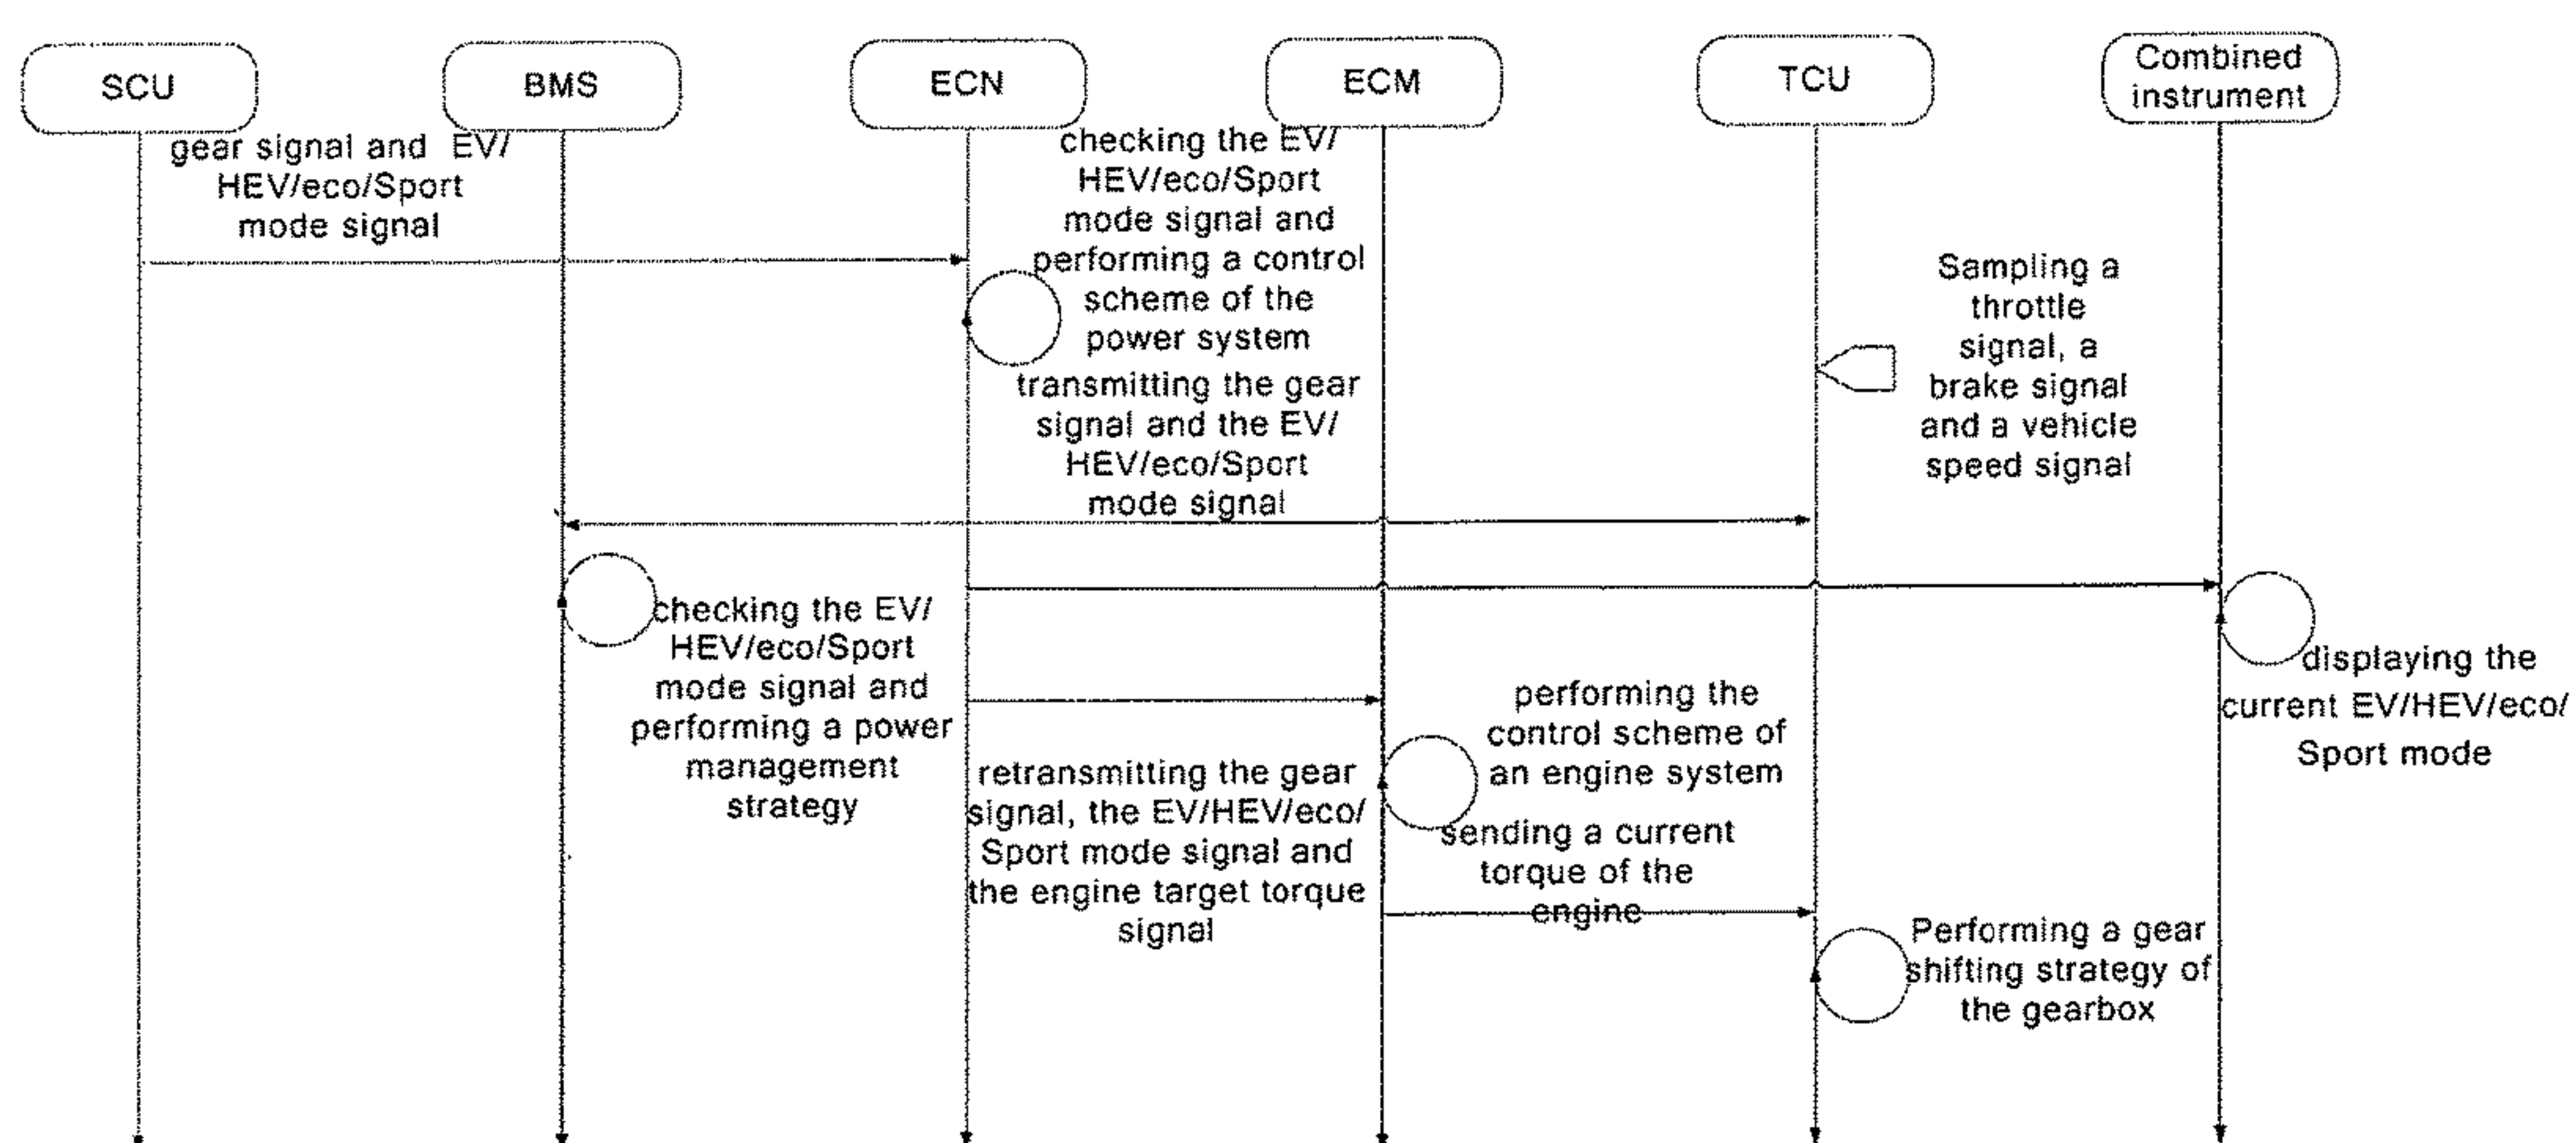 SCU
BMS
ECN
ECM
TCU
Combined
instrument
gear signal and EV/
HEV/eco/Sport
mode signal
checking the EV/
HEV/eco/Sport
mode signal and
performing a control
scheme of the
power system
transmitting the gear
signal and the EV/
HEV/eco/Sport
mode signal
Sampling a
throttle
signal, a
brake signal
and a vehicle
speed signal
checking the EV/
HEV/eco/Sport
mode signal and
performing a power
management
strategy
displaying the
current EV/HEV/eco/
Sport mode
retransmitting the gear
signal, the EV/HEV/eco/
Sport mode signal and
the engine target torque
signal
performing the
control scheme of
an engine system
sending a current
torque of the
engine
Performing a gear
shifting strategy of
the gearbox